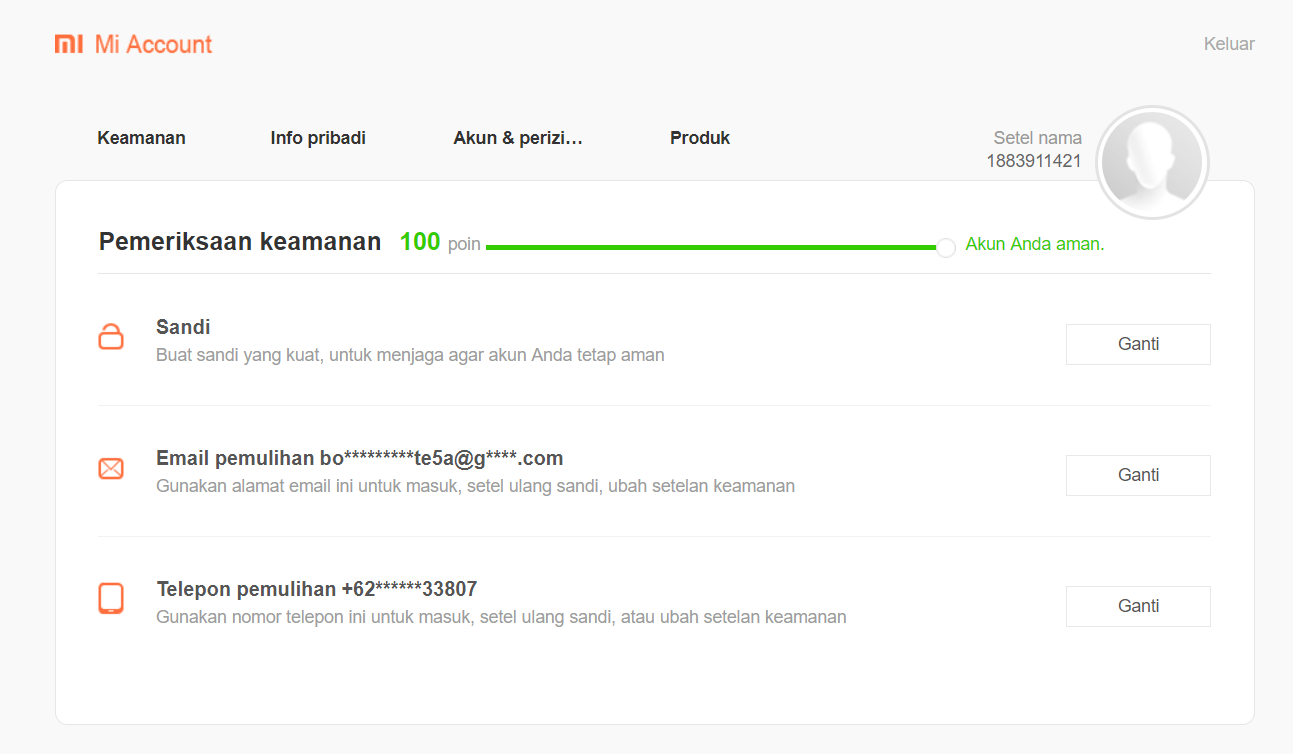 Mi Account
Keluar
Keamanan
Info pribadi
Akun & perizi...
Produk
Setel nama
1883911421
Pemeriksaan keamanan 100 poin Akun Anda aman.
Sandi
Buat sandi yang kuat, untuk menjaga agar akun Anda tetap aman
Ganti
Email pemulihan bo*********te5a@g****.com
Gunakan alamat email ini untuk masuk, setel ulang sandi, ubah setelan keamanan
Ganti
Telepon pemulihan +62******33807
Gunakan nomor telepon ini untuk masuk, setel ulang sandi, atau ubah setelan keamanan
Ganti